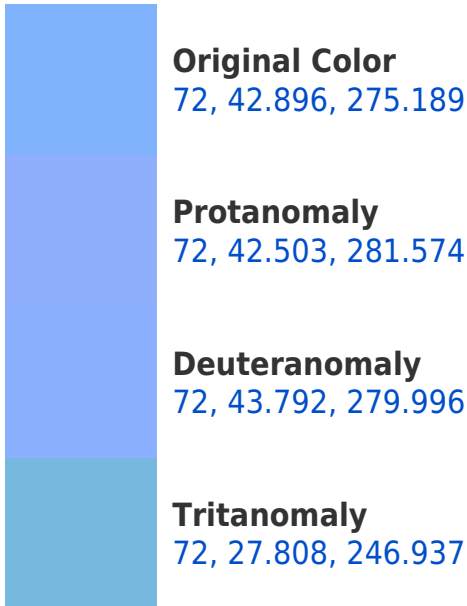 Original Color
72, 42.896, 275.189
Protanomaly
72, 42.503, 281.574
Deuteranomaly
72, 43.792, 279.996
Tritanomaly
72, 27.808, 246.937